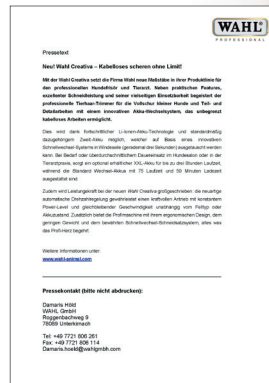 WAHL®
PROFESSIONAL
Pressetext
Neu! Wahl Creativa – Kabelloses scheren ohne Limit!
Mit der Wahl Creativa setzt die Firma Wahl neue Maßstäbe in ihrer Produktlinie für
den professionellen Hundefriseur und Tierarzt. Neben praktischen Features,
exzellenter Schneidleistung und seiner vielseitigen Einsetzbarkeit begeistert der
professionelle Tierhaar-Trimmer für die Vollschur kleiner Hunde und Teil- und
Detailarbeiten mit einem innovativen Akku-Wechselsystem, das unbegrenzt
kabelloses Arbeiten ermöglicht.
Dies wird dank fortschrittlicher Li-Ionen-Akku-Technologie und standardmäßig
dazugehörigem Zweit-Akku möglich, welcher auf Basis eines innovativen
Schnellwechsel-Systems in Windeseile (gerademal drei Sekunden) ausgetauscht werden
kann. Bei Bedarf oder überdurchschnittlichem Dauereinsatz im Hundesalon oder in der
Tierarztpraxis, sorgt ein optional erhältlicher XXL-Akku für bis zu drei Stunden Laufzeit,
während die Standard Wechsel-Akkus mit 75 Laufzeit und 50 Minuten Ladezeit
ausgestattet sind.
Zudem wird Leistungskraft bei der neuen Wahl Creativa großgeschrieben: die neuartige
automatische Drehzahlregelung gewährleistet einen kraftvollen Antrieb mit konstantem
Power-Level und gleichbleibender Geschwindigkeit unabhängig vom Felltyp oder
Akkuzustand. Zusätzlich bietet die Profimaschine mit ihrem ergonomischen Design, dem
geringen Gewicht und dem bewährten Schnellwechsel-Schneidsatzsystem, alles was
das Profi-Herz begehrt.
Weitere Informationen unter:
www.wahl-animal.com
Pressekontakt (bitte nicht abdrucken):
Damaris Höld
WAHL GmbH
Roggenbachweg 9
78089 Unterkirnach
Tel: +49 7721 806 261
Fax: +49 7721 806 114
Damaris.hoeld@wahlgmbh.com